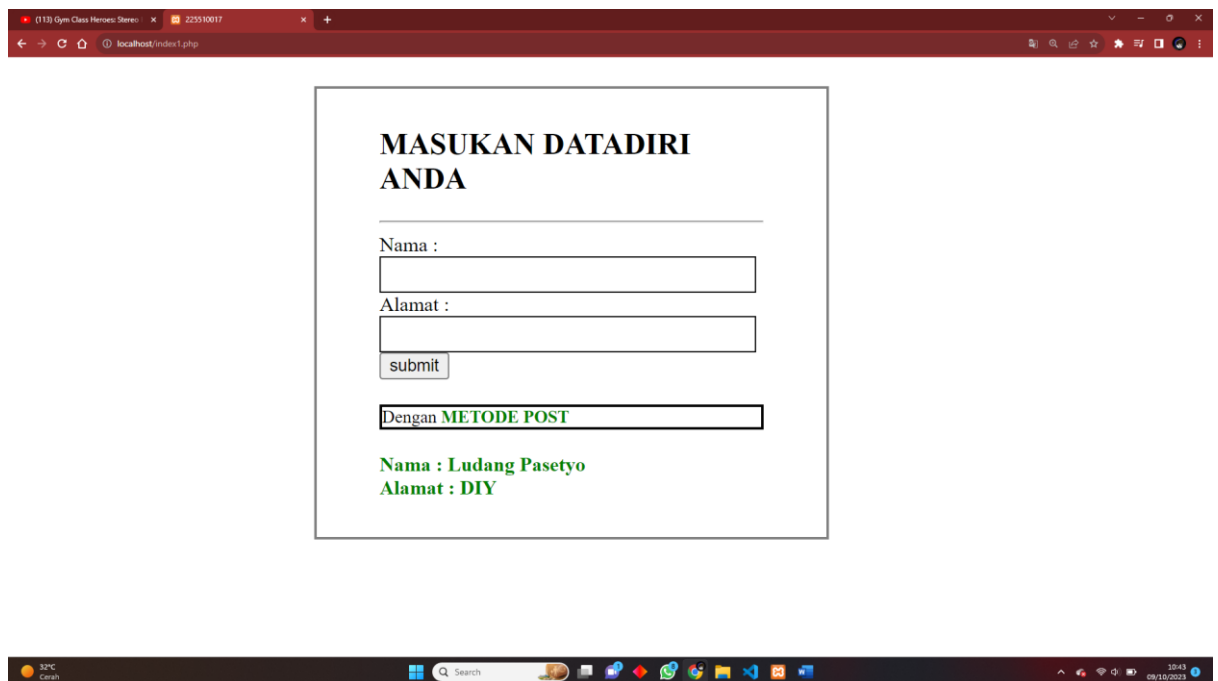 (113) Gym Class Heroes: Stereo
225510017
localhost/index1.php
MASUKAN DATADIRI
ANDA
Nama :
Alamat :
submit
Dengan METODE POST
Nama : Ludang Pasetyo
Alamat : DIY
32°C
Cerah
Search
10:43
09/10/2023